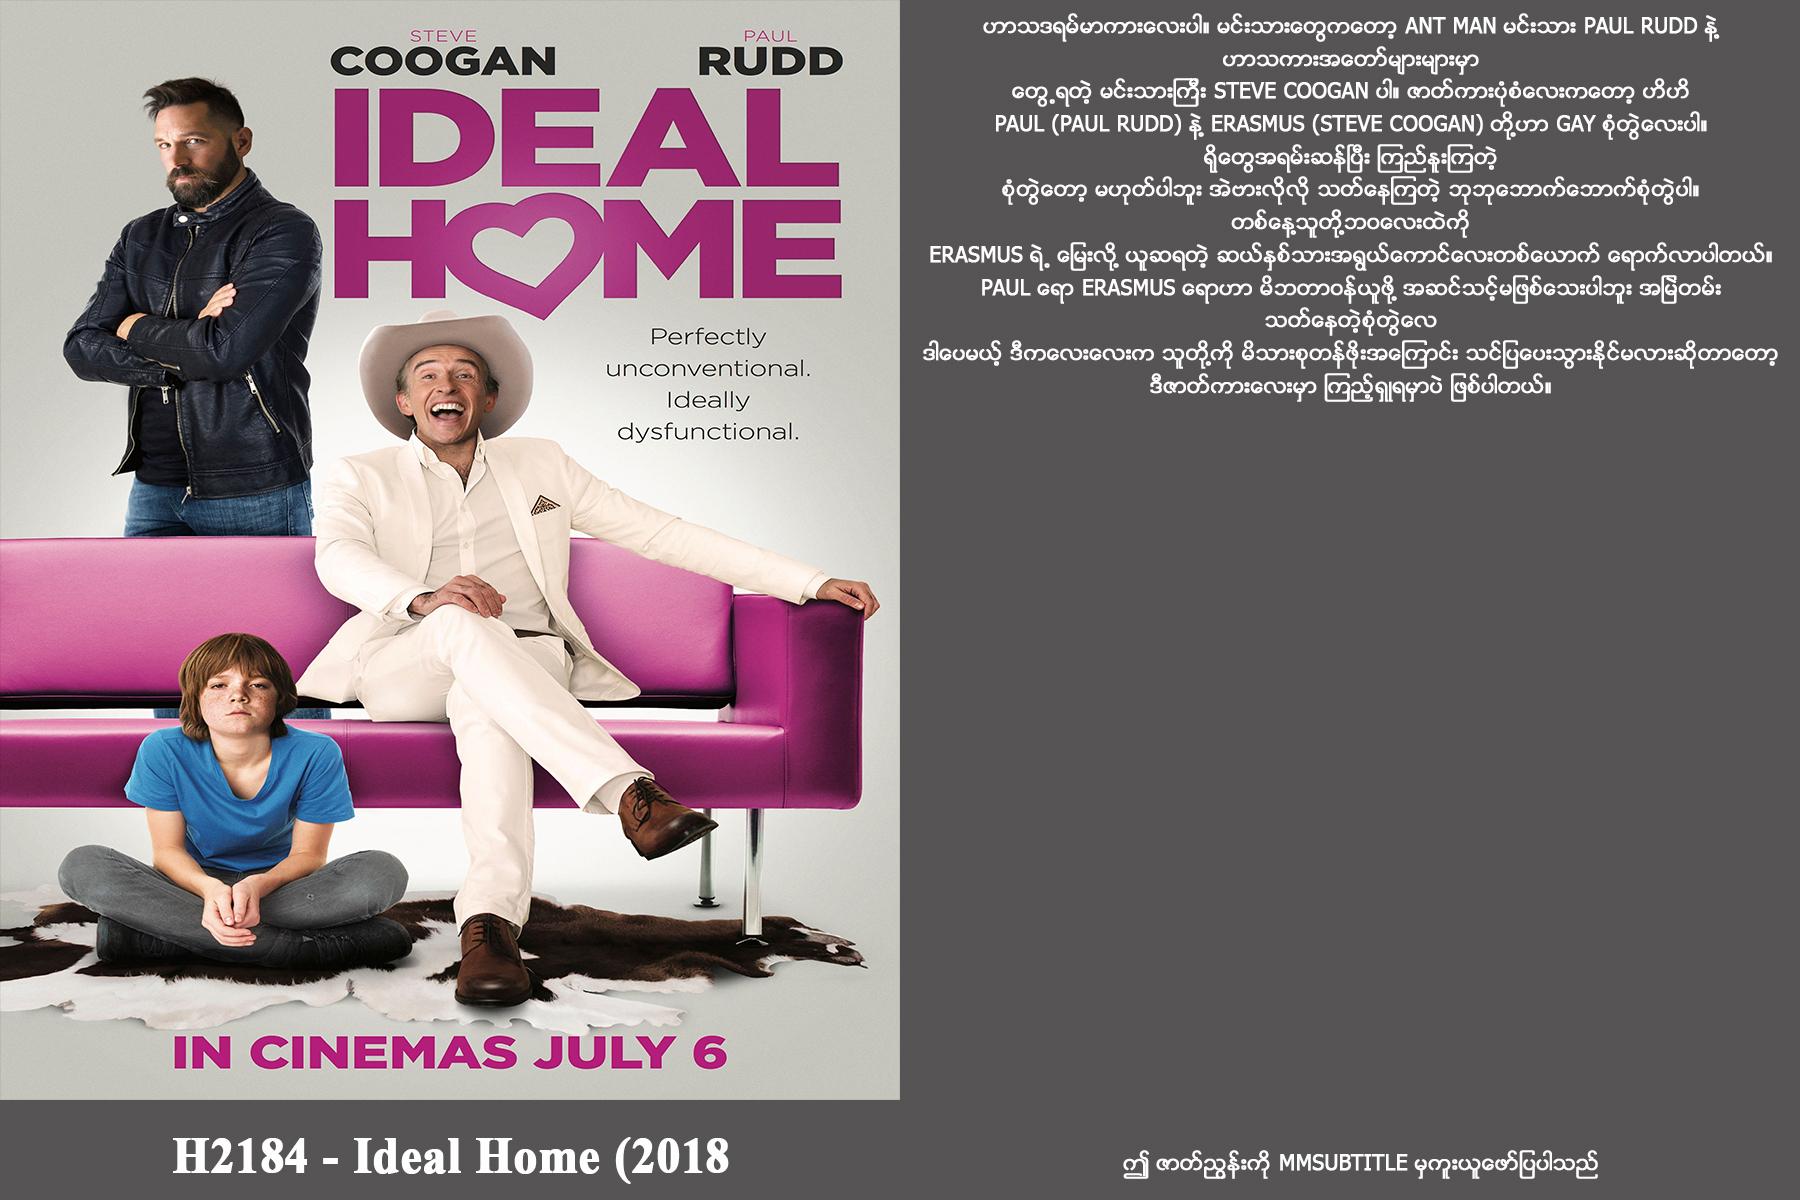 STEVE
COOGAN
PAUL
RUDD
IDEAL
HOME
Perfectly
unconventional.
Ideally
dysfunctional.
IN CINEMAS JULY 6
H2184 - Ideal Home (2018
ဟာသဒရမ်မာကားလေးပါ။ မင်းသားတွေကတော့ ANT MAN မင်းသား PAUL RUDD နဲ့
ဟာသကားအတော်များများမှာ
တွေ့ရတဲ့ မင်းသားကြီး STEVE COOGAN ပါ။ ဇာတ်ကားပုံစံလေးကတော့ ဟိဟိ
PAUL (PAUL RUDD) နဲ့ ERASMUS (STEVE COOGAN) တို့ဟာ GAY စုံတွဲလေးပါ။
ရှိတွေအရမ်းဆန်ပြီး ကြည်နူးကြတဲ့
စုံတွဲတော့ မဟုတ်ပါဘူး အဲဗားလိုလို သတ်နေကြတဲ့ ဘုဘုဘောက်ဘောက်စုံတွဲပါ။
တစ်နေ့သူတို့ဘဝလေးထဲကို
ERASMUS ရဲ့ မြေးလို့ ယူဆရတဲ့ ဆယ်နှစ်သားအရွယ်ကောင်လေးတစ်ယောက် ရောက်လာပါတယ်။
PAUL ရော ERASMUS ရောဟာ မိဘတာဝန်ယူဖို့ အဆင်သင့်မဖြစ်သေးပါဘူး အမြဲတမ်း
သတ်နေတဲ့စုံတွဲလေ
ဒါပေမယ့် ဒီကလေးလေးက သူတို့ကို မိသားစုတန်ဖိုးအကြောင်း သင်ပြပေးသွားနိုင်မလားဆိုတာတော့
ဒီဇာတ်ကားလေးမှာ ကြည့်ရှုရမှာပဲ ဖြစ်ပါတယ်။
ဤ ဇာတ်ညွှန်းကို MMSUBTITLE မှကူးယူဖော်ပြပါသည်